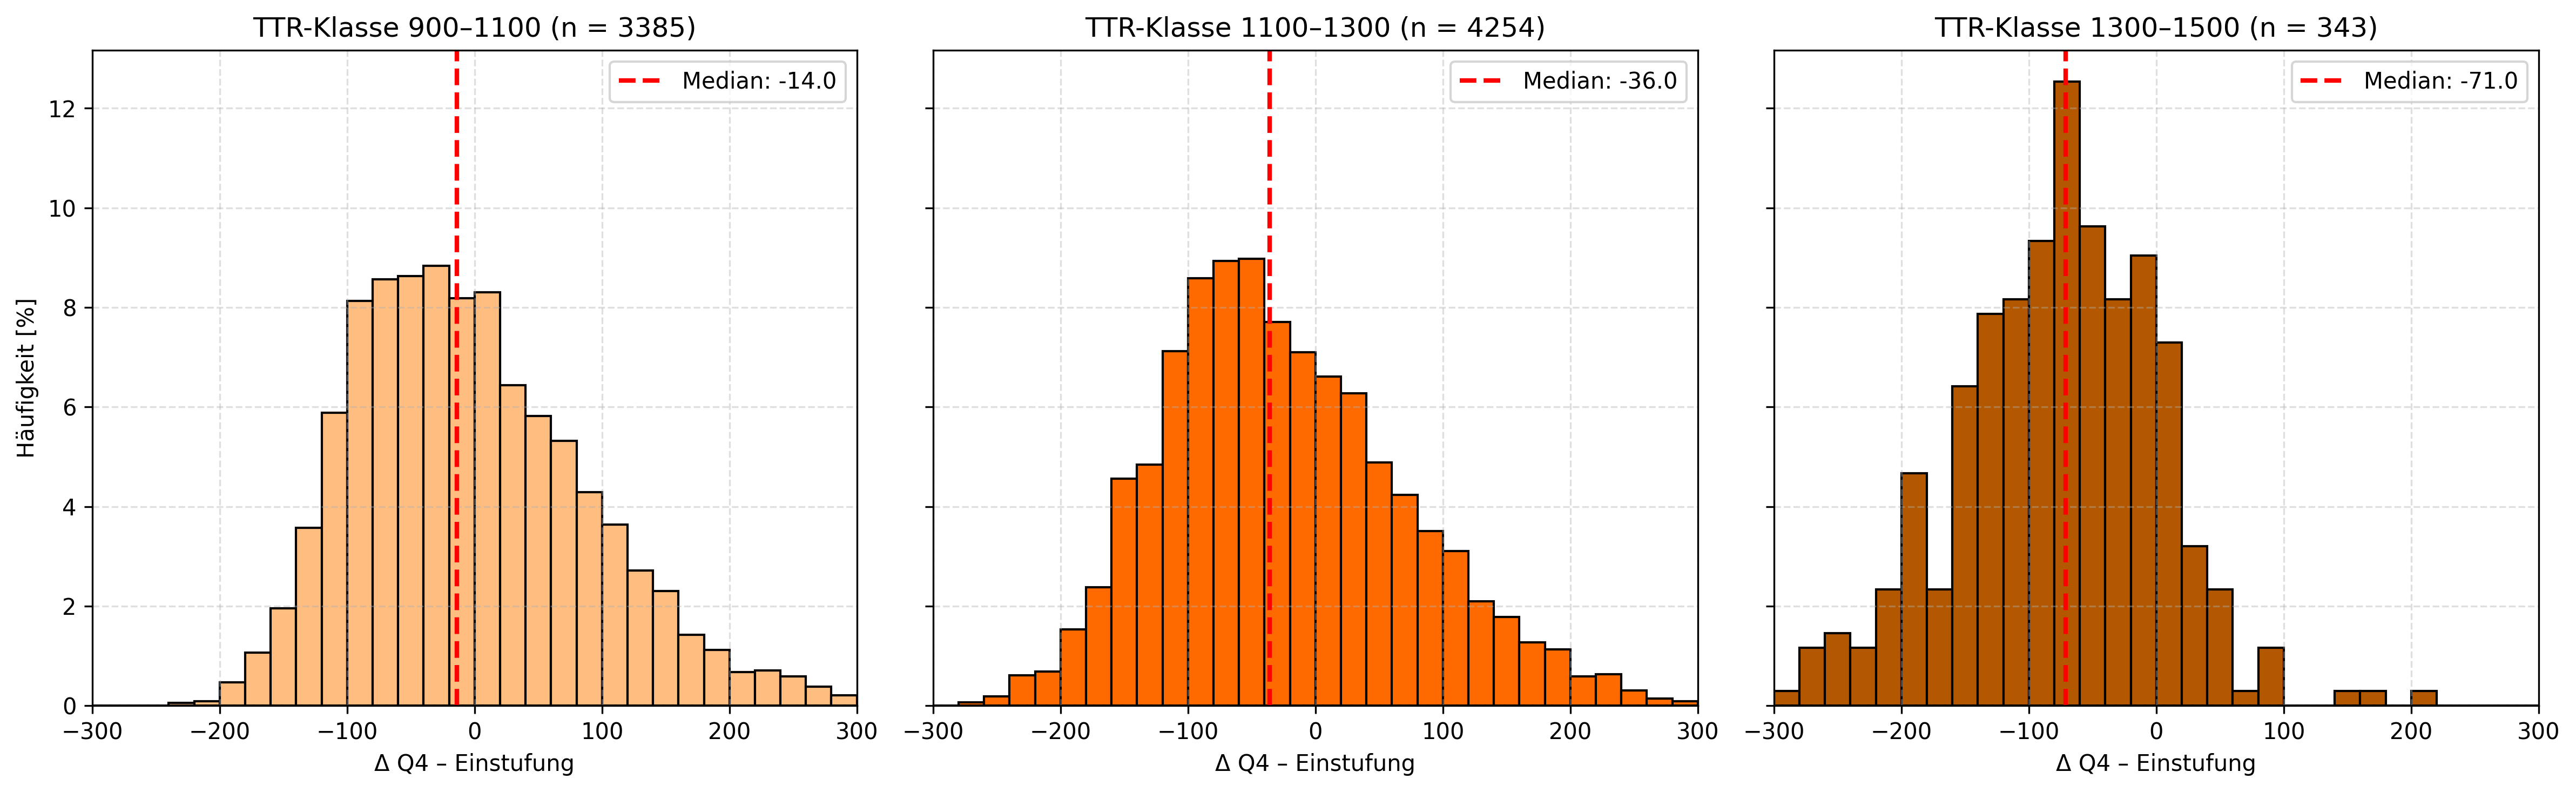 TTR-Klasse 900–1100 (n = 3385)
Median: -14.0
Häufigkeit [%]
12
10
8
6
4
2
0
−300 −200 −100 0 100 200 300
Δ Q4 – Einstufung
TTR-Klasse 1100–1300 (n = 4254)
Median: -36.0
−300 −200 −100 0 100 200 300
Δ Q4 – Einstufung
TTR-Klasse 1300–1500 (n = 343)
Median: -71.0
−300 −200 −100 0 100 200 300
Δ Q4 – Einstufung